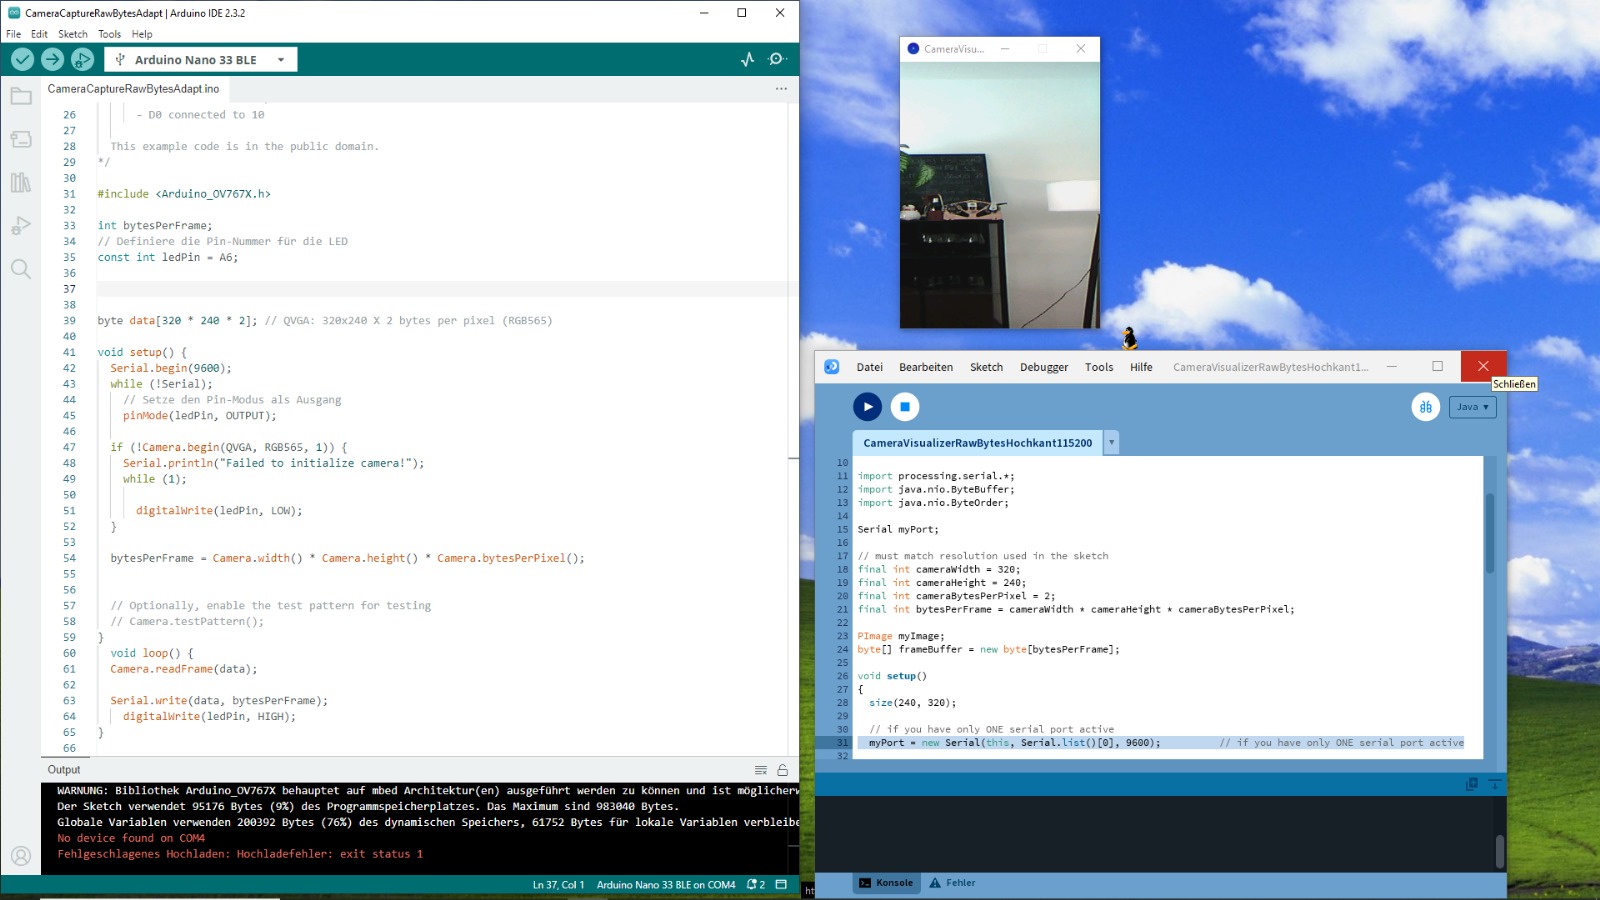 CameraCaptureRawBytesAdapt | Arduino IDE 2.3.2
File Edit Sketch Tools Help
Arduino Nano 33 BLE
CameraCaptureRawBytesAdapt.ino
26 - D0 connected to 10
27
28 This example code is in the public domain.
29 */
30
31 #include <Arduino_OV767X.h>
32
33 int bytesPerFrame;
34 // Definiere die Pin-Nummer für die LED
35 const int ledPin = A6;
36
37
38
39 byte data[320 * 240 * 2]; // QVGA: 320x240 X 2 bytes per pixel (RGB565)
40
41 void setup() {
42 Serial.begin(9600);
43 while (!Serial);
44 // Setze den Pin-Modus als Ausgang
45 pinMode(ledPin, OUTPUT);
46
47 if (!Camera.begin(QVGA, RGB565, 1)) {
48 Serial.println("Failed to initialize camera!");
49 while (1);
50
51 digitalWrite(ledPin, LOW);
52 }
53
54 bytesPerFrame = Camera.width() * Camera.height() * Camera.bytesPerPixel();
55
56
57 // Optionally, enable the test pattern for testing
58 // Camera.testPattern();
59 }
60 void loop() {
61 Camera.readFrame(data);
62
63 Serial.write(data, bytesPerFrame);
64 digitalWrite(ledPin, HIGH);
65 }
66
Output
WARNUNG: Bibliothek Arduino_OV767X behauptet auf mbed Architektur(en) ausgeführt werden zu können und ist möglicherw
Der Sketch verwendet 95176 Bytes (9%) des Programmspeicherplatzes. Das Maximum sind 983040 Bytes.
Globale Variablen verwenden 200392 Bytes (76%) des dynamischen Speichers, 61752 Bytes für lokale Variablen verbleibe
No device found on COM4
Fehlgeschlagenes Hochladen: Hochladefehler: exit status 1
Ln 37, Col 1 Arduino Nano 33 BLE on COM4 2
CameraVisu...
Datei Bearbeiten Sketch Debugger Tools Hilfe CameraVisualizerRawBytesHochkant1...
Schließen
Java
CameraVisualizerRawBytesHochkant115200
10
11 import processing.serial.*;
12 import java.nio.ByteBuffer;
13 import java.nio.ByteOrder;
14
15 Serial myPort;
16
17 // must match resolution used in the sketch
18 final int cameraWidth = 320;
19 final int cameraHeight = 240;
20 final int cameraBytesPerPixel = 2;
21 final int bytesPerFrame = cameraWidth * cameraHeight * cameraBytesPerPixel;
22
23 PImage myImage;
24 byte[] frameBuffer = new byte[bytesPerFrame];
25
26 void setup()
27 {
28 size(240, 320);
29
30 // if you have only ONE serial port active
31 myPort = new Serial(this, Serial.list()[0], 9600); // if you have only ONE serial port active
32
Konsole Fehler
ht